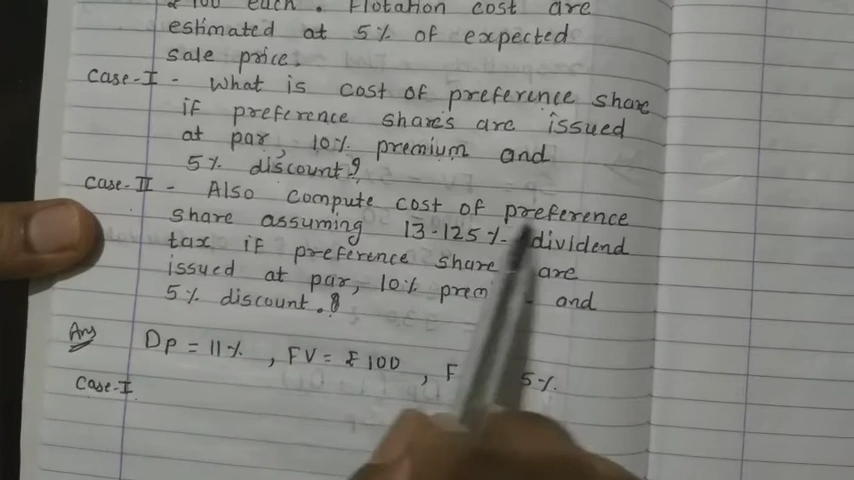 ₹100 each. Flotation cost are
estimated at 5% of expected
sale price.
Case-I - What is cost of preference share
if preference share's are issued
at par, 10% premium and
5% discount?
Case-II - Also compute cost of preference
share assuming 13.125% dividend
tax if preference share are
issued at par, 10% prem and
5% discount.?
Ans Dp = 11%, FV = ₹100, F 5%.
Case-I